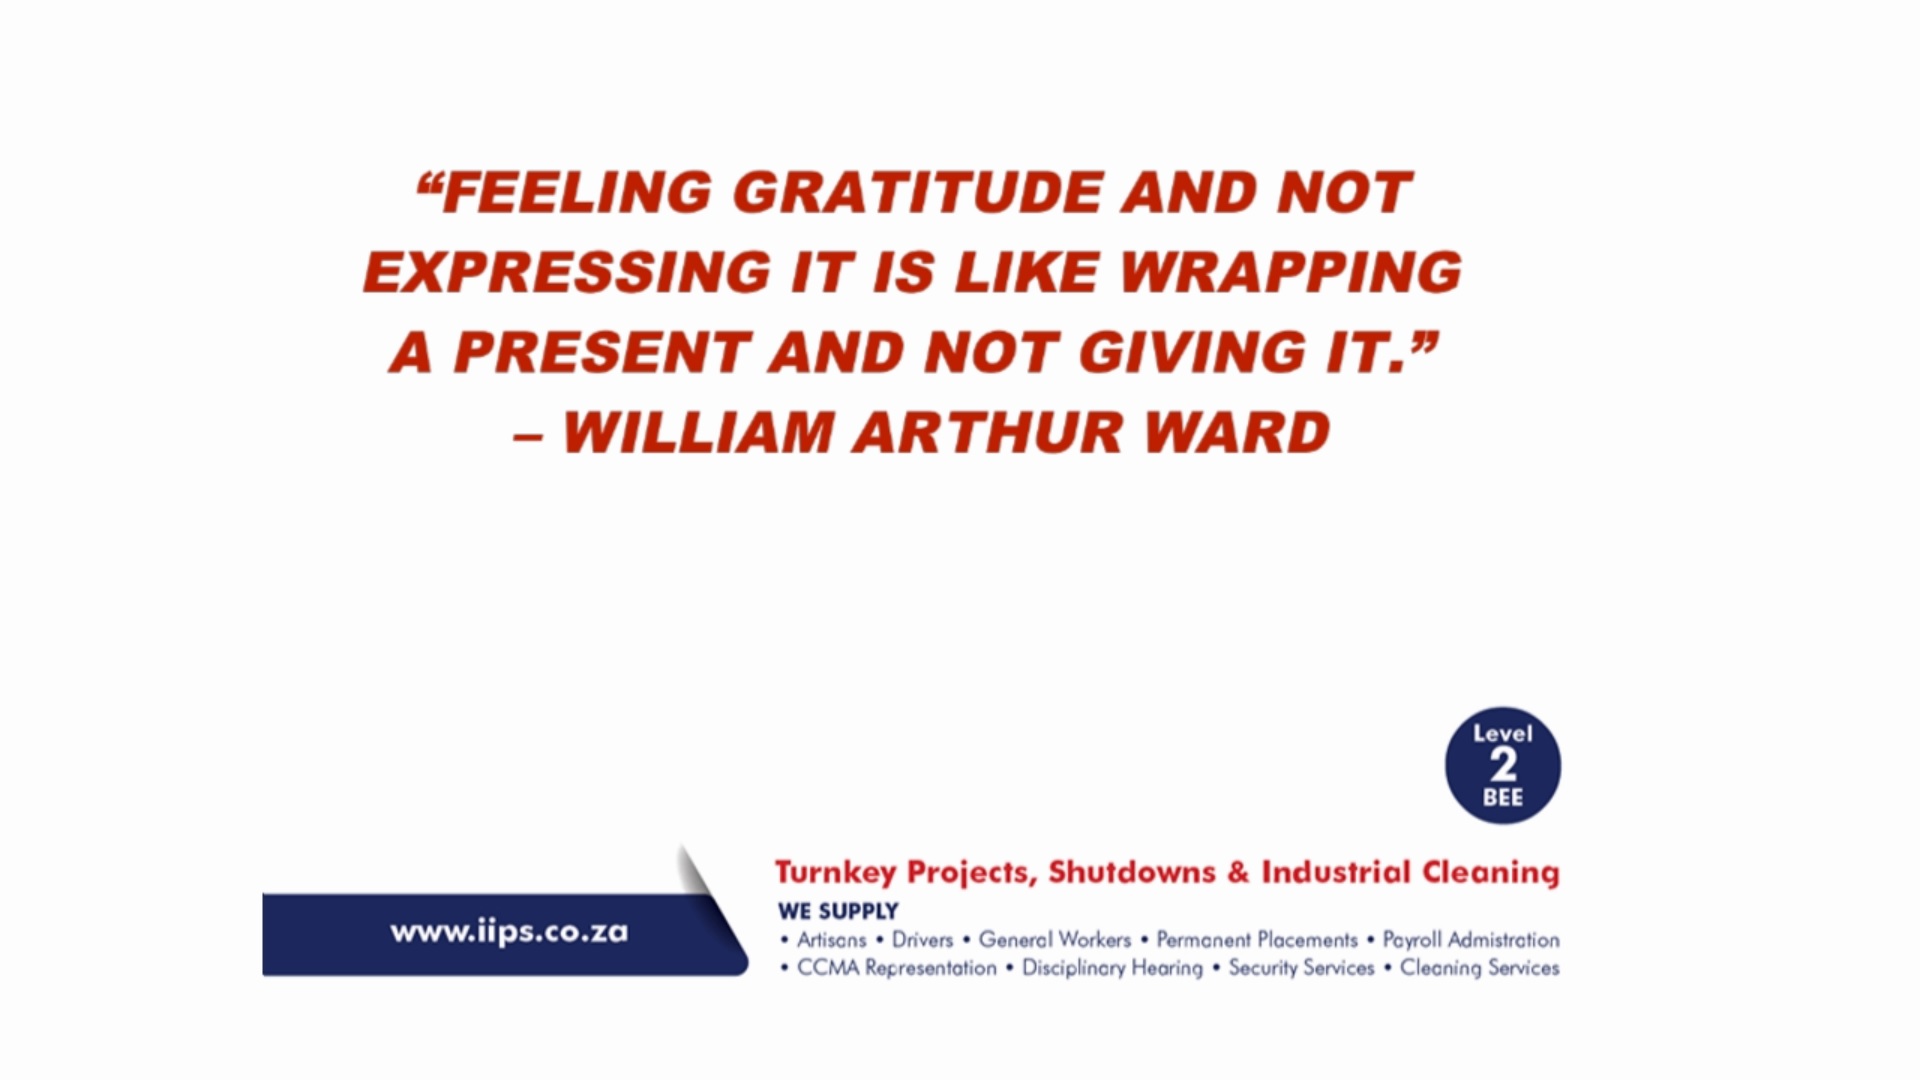 “FEELING GRATITUDE AND NOT
EXPRESSING IT IS LIKE WRAPPING
A PRESENT AND NOT GIVING IT.”
– WILLIAM ARTHUR WARD
Level
2
BEE
Turnkey Projects, Shutdowns & Industrial Cleaning
www.iips.co.za
WE SUPPLY
• Artisans • Drivers • General Workers • Permanent Placements • Payroll Admistration
• CCMA Representation • Disciplinary Hearing • Security Services • Cleaning Services